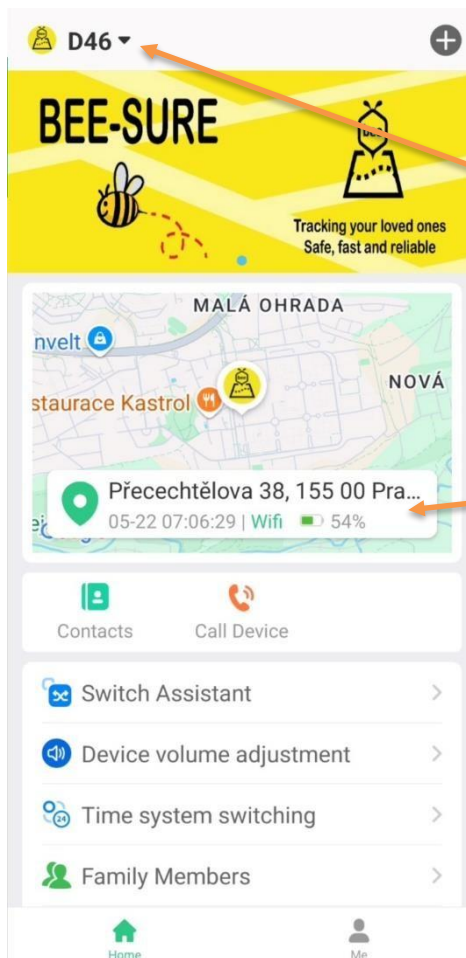 D46
BEE-SURE
BEE
Tracking your loved ones
Safe, fast and reliable
MALÁ OHRADA
nvelt
NOVÁ
staurace Kastrol
Přecechtělova 38, 155 00 Pra...
05-22 07:06:29 | Wifi 54%
Contacts
Call Device
Switch Assistant
Device volume adjustment
Time system switching
24
Family Members
Home
Me